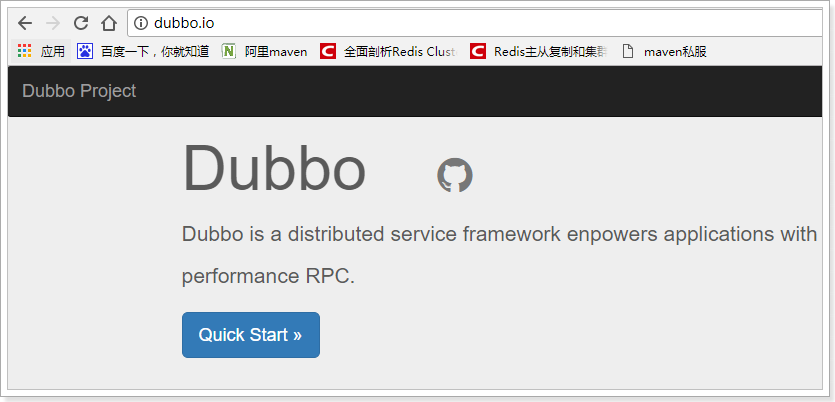 dubbo.io
应用 百度一下，你就知道 阿里maven 全面剖析Redis Clust Redis主从复制和集群 maven私服
Dubbo Project
Dubbo
Dubbo is a distributed service framework enpowers applications with
performance RPC.
Quick Start »